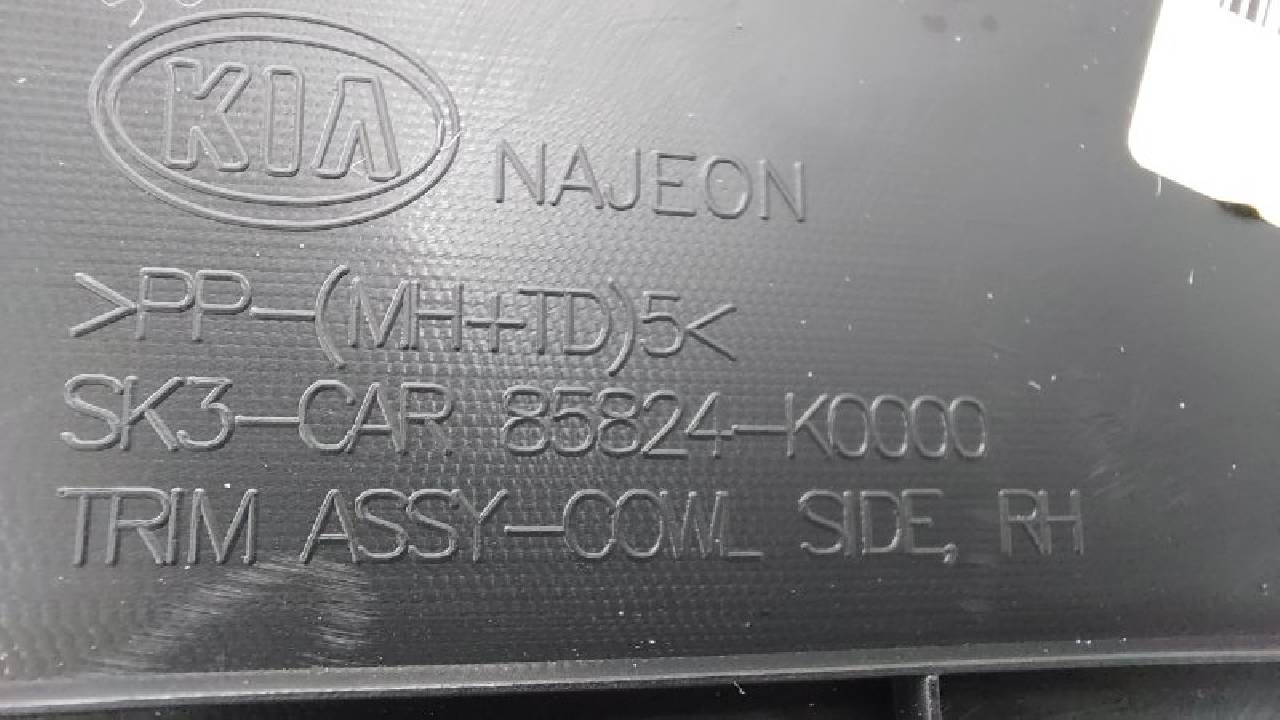 KIA NAJEON
>PP-(MH+TD)5<
SK3-CAR 85824-K0000
TRIM ASSY-COWL SIDE, RH